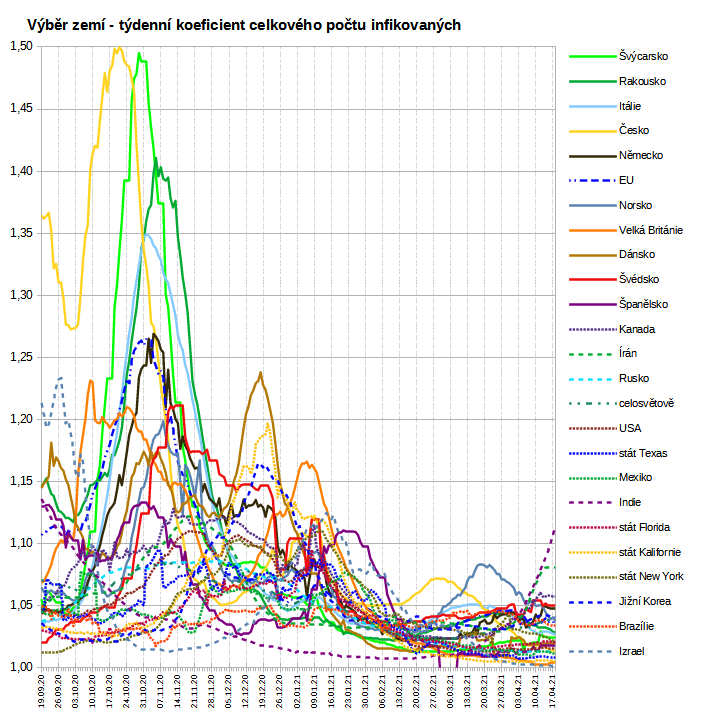 Výběr zemí - týdenní koeficient celkového počtu infikovaných
1,50
1,45
1,40
1,35
1,30
1,25
1,20
1,15
1,10
1,05
1,00
19.09.20
26.09.20
03.10.20
10.10.20
17.10.20
24.10.20
31.10.20
07.11.20
14.11.20
21.11.20
28.11.20
05.12.20
12.12.20
19.12.20
26.12.20
02.01.21
09.01.21
16.01.21
23.01.21
30.01.21
06.02.21
13.02.21
20.02.21
27.02.21
06.03.21
13.03.21
20.03.21
27.03.21
03.04.21
10.04.21
17.04.21
Švýcarsko
Rakousko
Itálie
Česko
Německo
EU
Norsko
Velká Británie
Dánsko
Švédsko
Španělsko
Kanada
Írán
Rusko
celosvětově
USA
stát Texas
Mexiko
Indie
stát Florida
stát Kalifornie
stát New York
Jižní Korea
Brazílie
Izrael